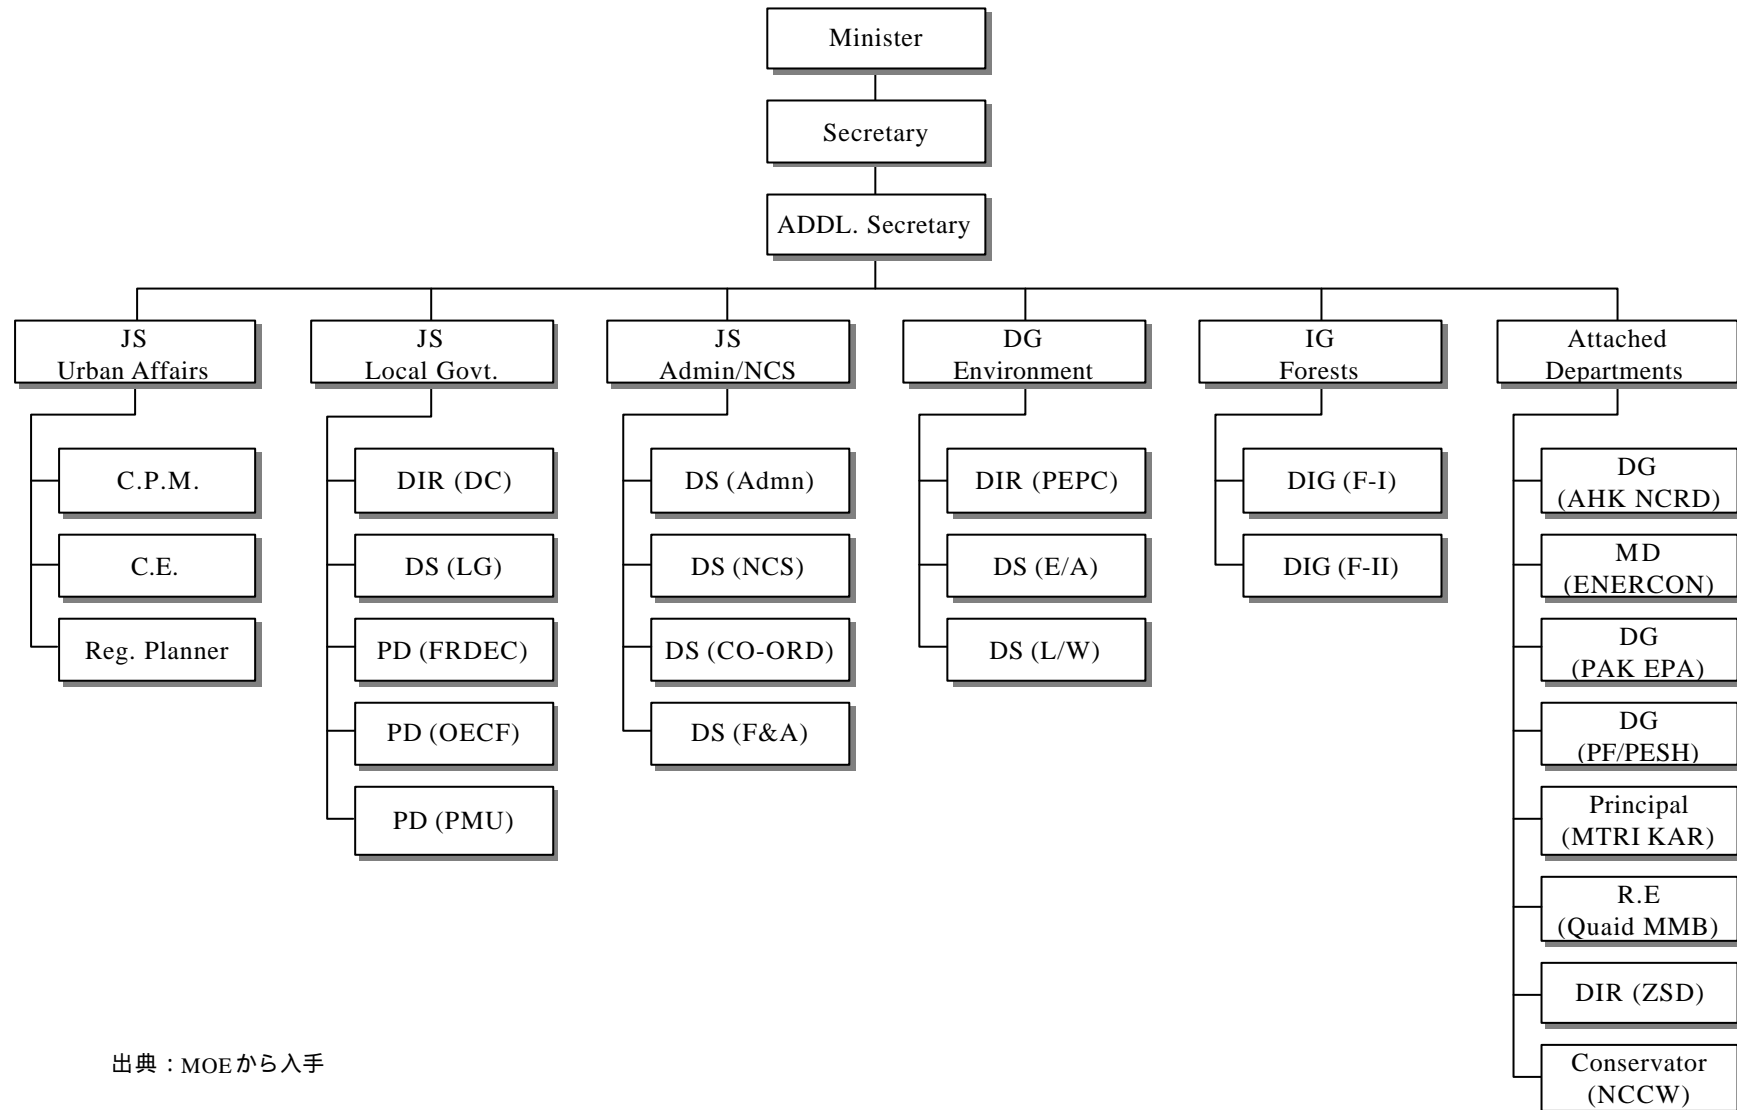 Minister
Secretary
ADDL. Secretary
JS
Urban Affairs
C.P.M.
C.E.
Reg. Planner
JS
Local Govt.
DIR (DC)
DS (LG)
PD (FRDEC)
PD (OECF)
PD (PMU)
JS
Admin/NCS
DS (Admn)
DS (NCS)
DS (CO-ORD)
DS (F&A)
DG
Environment
DIR (PEPC)
DS (E/A)
DS (L/W)
IG
Forests
DIG (F-I)
DIG (F-II)
Attached
Departments
DG
(AHK NCRD)
MD
(ENERCON)
DG
(PAK EPA)
DG
(PF/PESH)
Principal
(MTRI KAR)
R.E
(Quaid MMB)
DIR (ZSD)
Conservator
(NCCW)
出典：MOEから入手